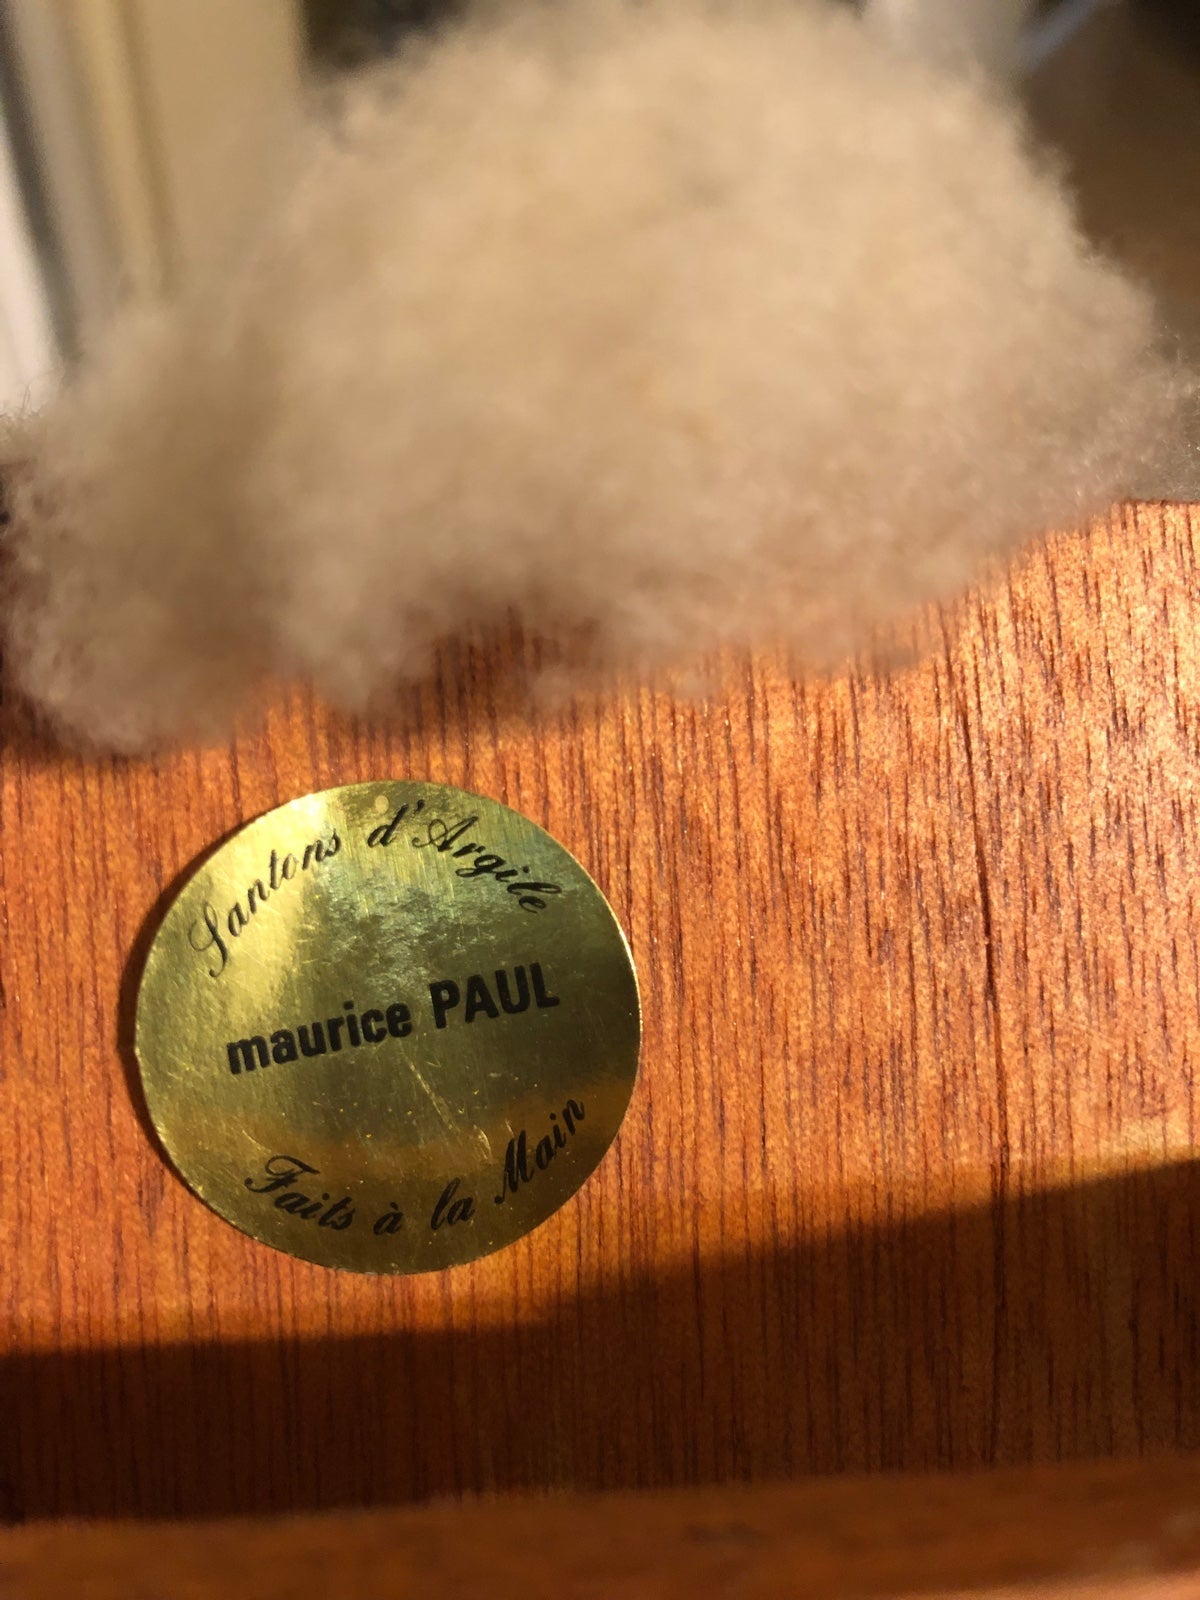 Santons d'Argile
maurice PAUL
Faits à la Main